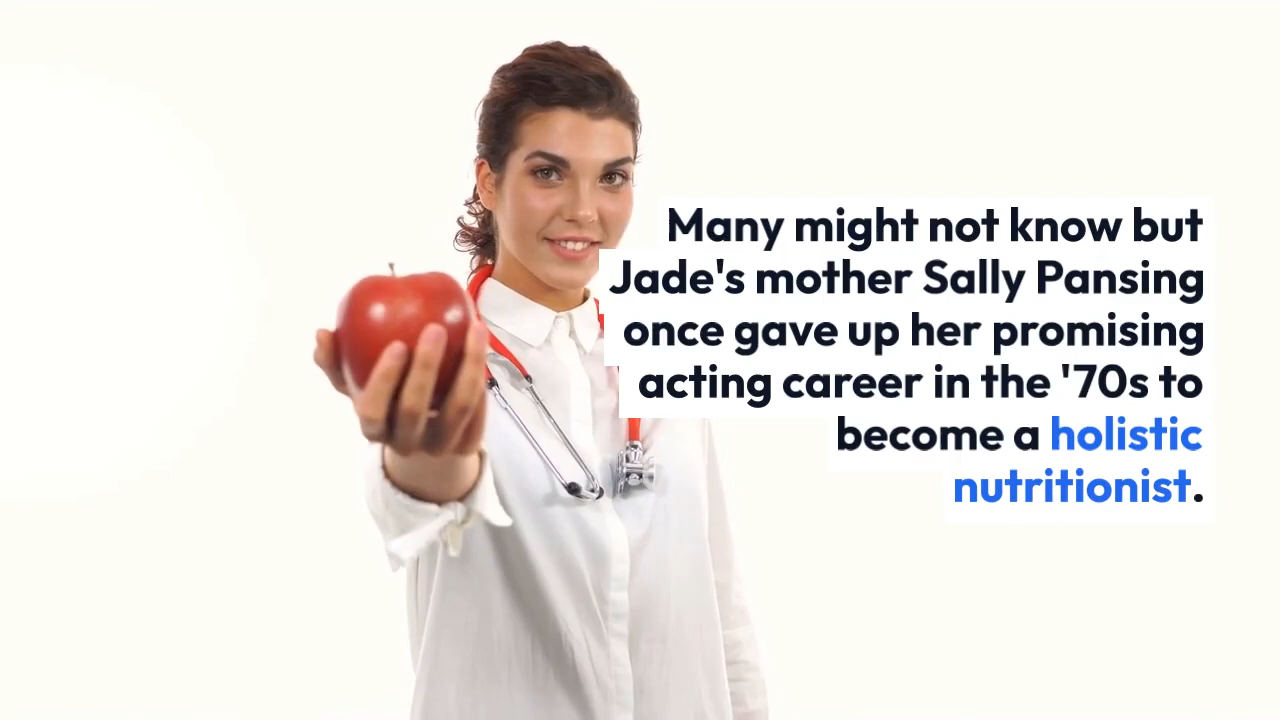 Many might not know but
Jade's mother Sally Pansing
once gave up her promising
acting career in the '70s to
become a holistic
nutritionist.